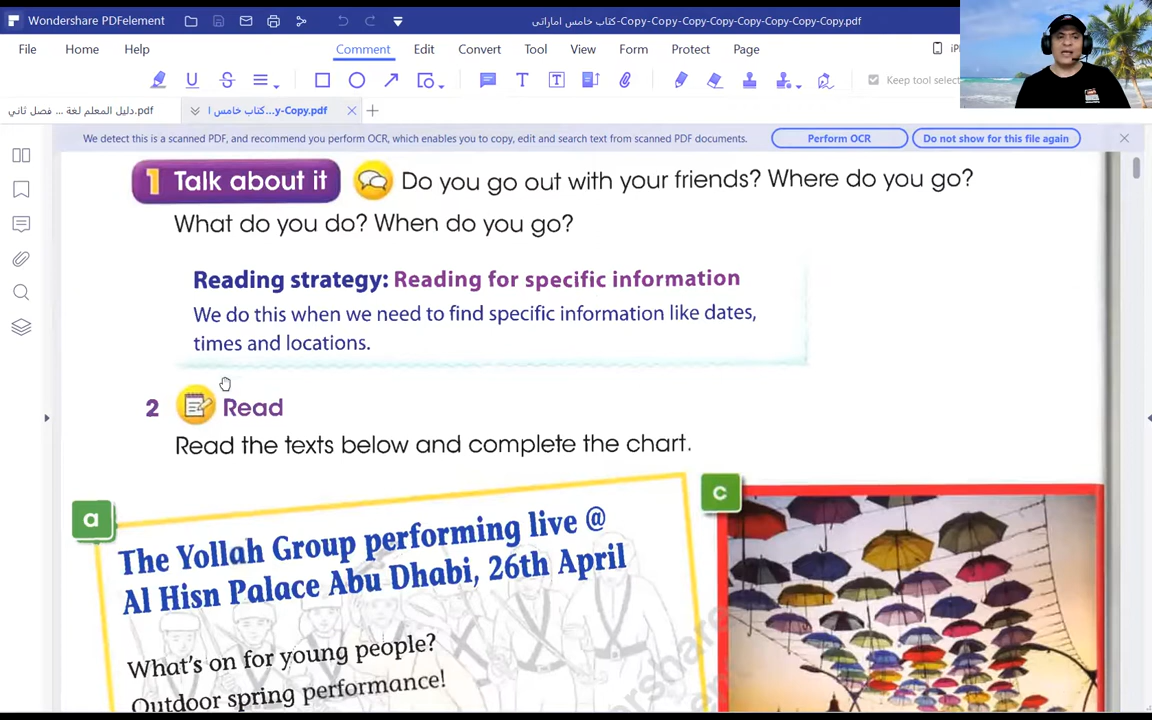 Wondershare PDFelement
كتاب خامس اماراتى-Copy-Copy-Copy-Copy-Copy-Copy-Copy.pdf
File Home Help Comment Edit Convert Tool View Form Protect Page
Keep tool selec
دليل المعلم لغة ... فصل ثاني.pdf
كتاب خامس ا...y-Copy.pdf
We detect this is a scanned PDF, and recommend you perform OCR, which enables you to copy, edit and search text from scanned PDF documents. Perform OCR Do not show for this file again
1 Talk about it Do you go out with your friends? Where do you go?
What do you do? When do you go?
Reading strategy: Reading for specific information
We do this when we need to find specific information like dates,
times and locations.
2 Read
Read the texts below and complete the chart.
a
c
The Yollah Group performing live @
Al Hisn Palace Abu Dhabi, 26th April
What's on for young people?
Outdoor spring performance!